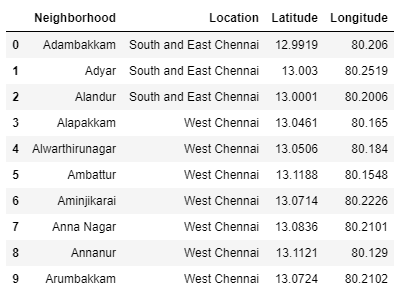 Neighborhood Location Latitude Longitude
0 Adambakkam South and East Chennai 12.9919 80.206
1 Adyar South and East Chennai 13.003 80.2519
2 Alandur South and East Chennai 13.0001 80.2006
3 Alapakkam West Chennai 13.0461 80.165
4 Alwarthirunagar West Chennai 13.0506 80.184
5 Ambattur West Chennai 13.1188 80.1548
6 Aminjikarai West Chennai 13.0714 80.2226
7 Anna Nagar West Chennai 13.0836 80.2101
8 Annanur West Chennai 13.1121 80.129
9 Arumbakkam West Chennai 13.0724 80.2102